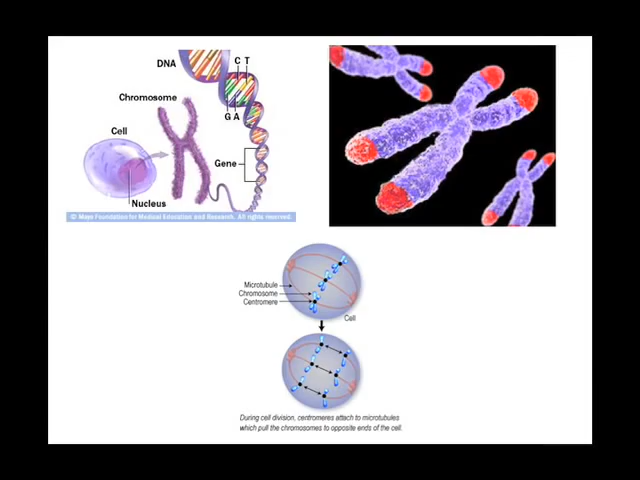 DNA
C T
Chromosome
G A
Cell
Gene
Nucleus
© Mayo Foundation for Medical Education and Research. All rights reserved.
Microtubule
Chromosome
Centromere
Cell
During cell division, centromeres attach to microtubules
which pull the chromosomes to opposite ends of the cell.